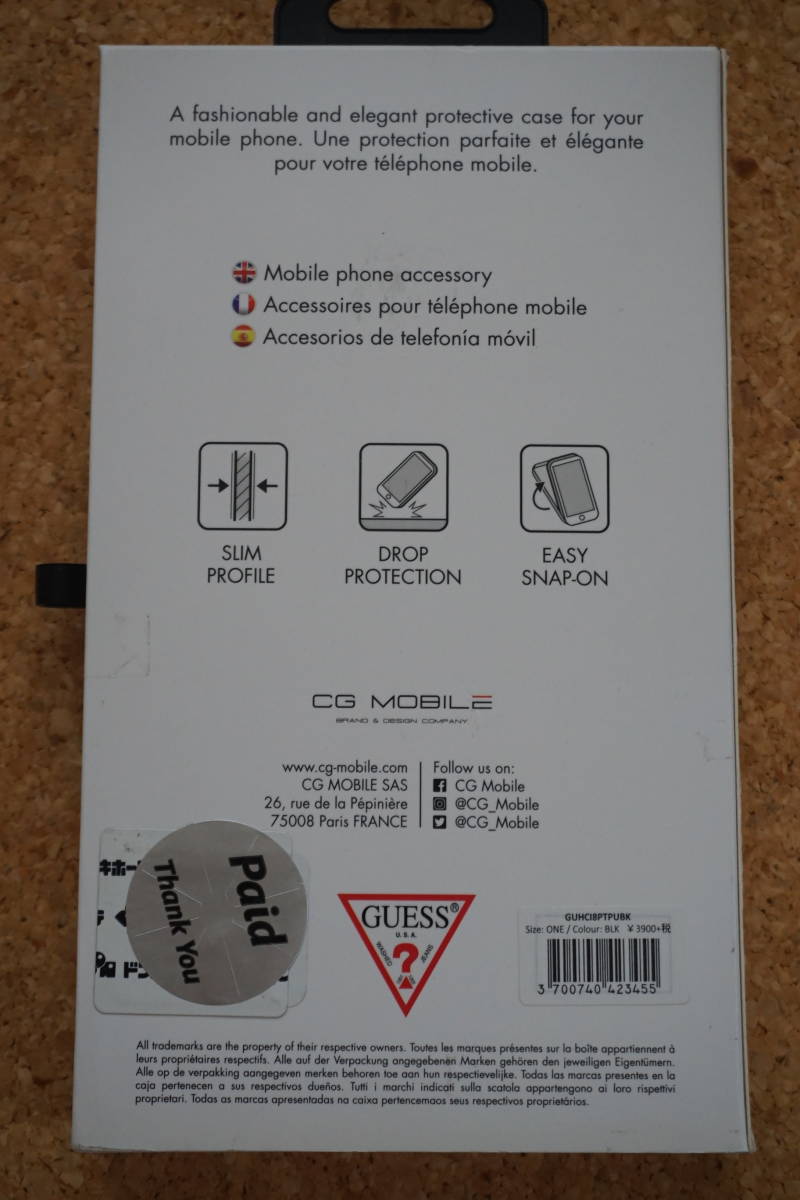 A fashionable and elegant protective case for your
mobile phone. Une protection parfaite et élégante
pour votre téléphone mobile.
Mobile phone accessory
Accessoires pour téléphone mobile
Accesorios de telefonía móvil
SLIM
PROFILE
DROP
PROTECTION
EASY
SNAP-ON
CG MOBILE
BRAND & DESIGN COMPANY
www.cg-mobile.com
CG MOBILE SAS
26, rue de la Pépinière
75008 Paris FRANCE
Follow us on:
CG Mobile
@CG_Mobile
@CG_Mobile
Paid
Thank You
GUESS®
U.S.A.
WASHED
JEANS
?
GUHCI8PTPUBK
Size: ONE / Colour: BLK ￥3900+税
3 700740 423455
All trademarks are the property of their respective owners. Toutes les marques présentes sur la boîte appartiennent à
leurs propriétaires respectifs. Alle auf der Verpackung angegebenen Marken gehören den jeweiligen Eigentümern.
Alle op de verpakking aangegeven merken behoren toe aan hun respectievelijke. Todas las marcas presentes en la
caja pertenecen a sus respectivos dueños. Tutti i marchi indicati sulla scatola appartengono ai loro rispettivi
proprietari. Todas as marcas apresentadas na caixa pertencemaos seus respectivos proprietários.